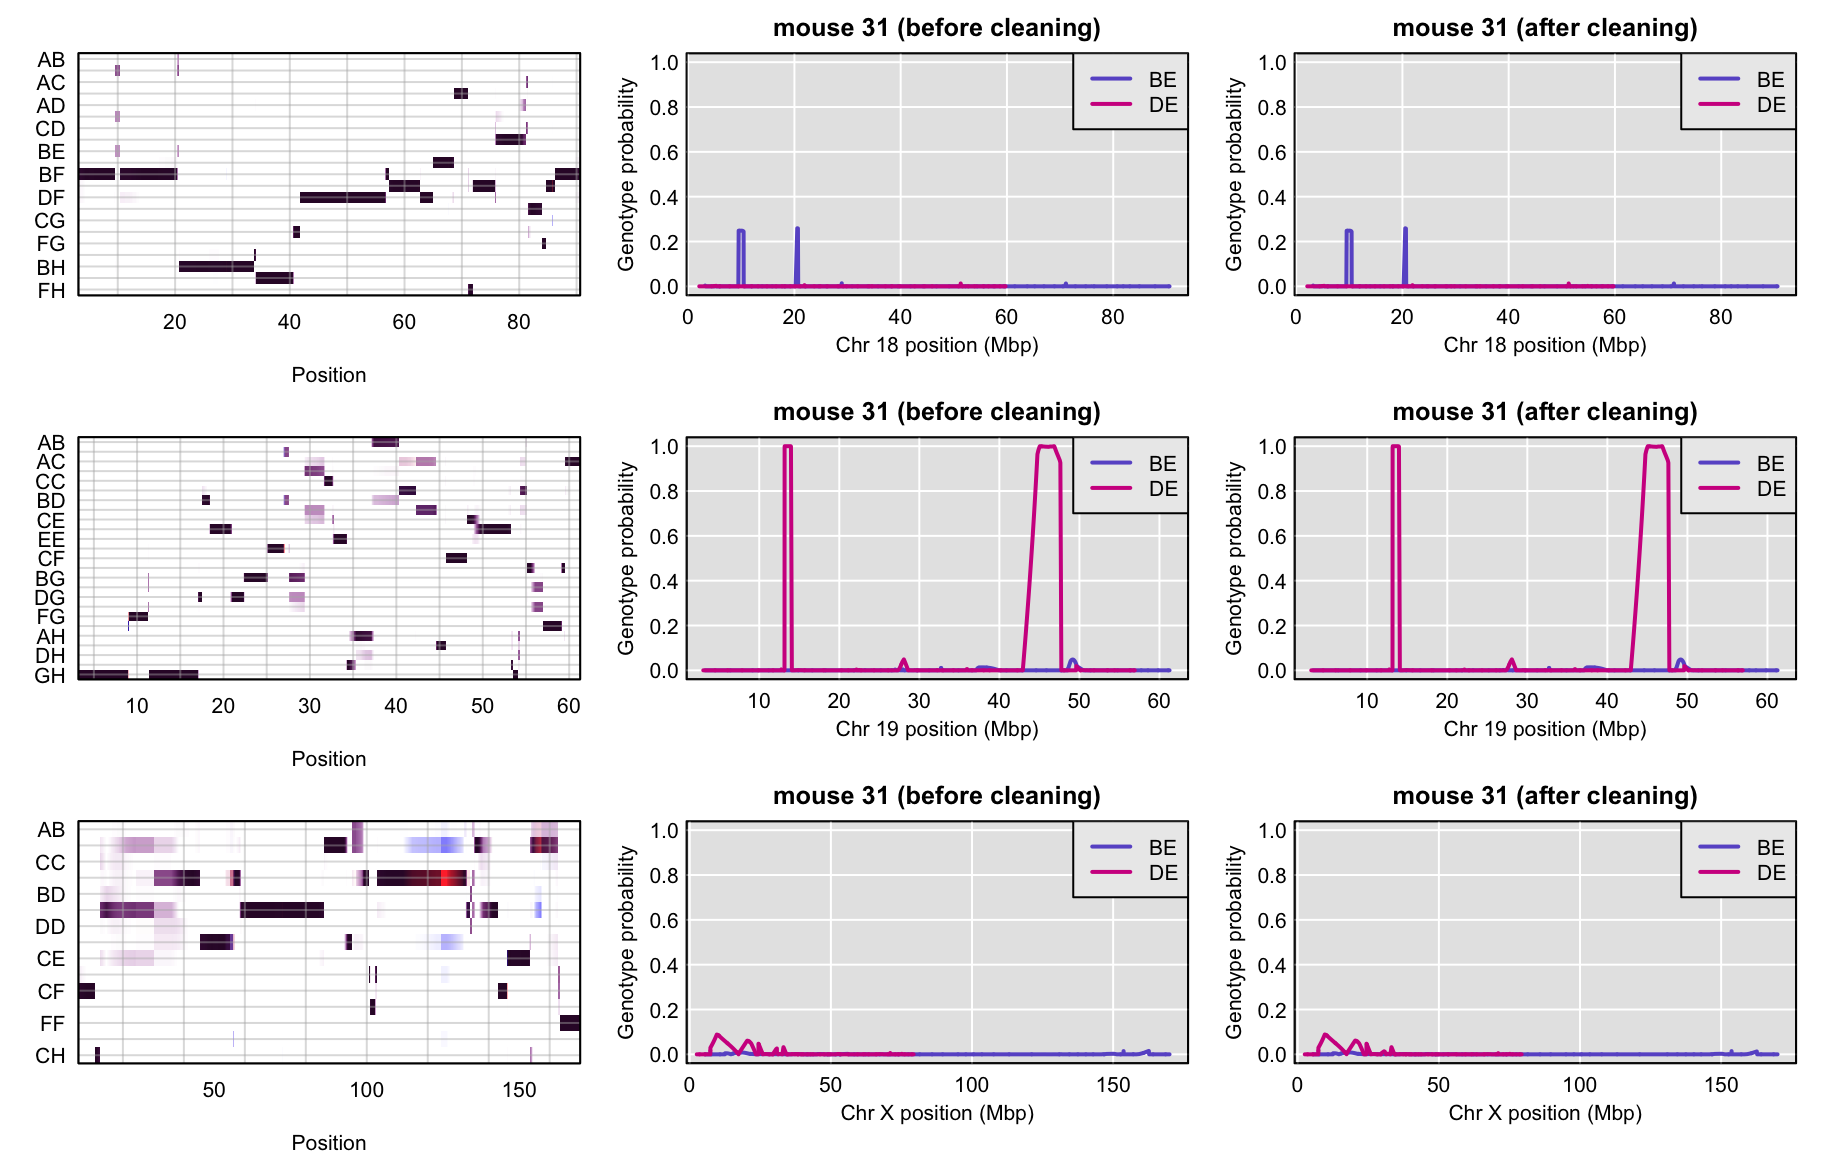 AB
AC
AD
CD
BE
BF
DF
CG
FG
BH
FH
20 40 60 80
Position
mouse 31 (before cleaning)
Genotype probability
1.0
0.8
0.6
0.4
0.2
0.0
BE
DE
0 20 40 60 80
Chr 18 position (Mbp)
mouse 31 (after cleaning)
Genotype probability
1.0
0.8
0.6
0.4
0.2
0.0
BE
DE
0 20 40 60 80
Chr 18 position (Mbp)
AB
AC
CC
BD
CE
EE
CF
BG
DG
FG
AH
DH
GH
10 20 30 40 50 60
Position
mouse 31 (before cleaning)
Genotype probability
1.0
0.8
0.6
0.4
0.2
0.0
BE
DE
10 20 30 40 50 60
Chr 19 position (Mbp)
mouse 31 (after cleaning)
Genotype probability
1.0
0.8
0.6
0.4
0.2
0.0
BE
DE
10 20 30 40 50 60
Chr 19 position (Mbp)
AB
CC
BD
DD
CE
CF
FF
CH
50 100 150
Position
mouse 31 (before cleaning)
Genotype probability
1.0
0.8
0.6
0.4
0.2
0.0
BE
DE
0 50 100 150
Chr X position (Mbp)
mouse 31 (after cleaning)
Genotype probability
1.0
0.8
0.6
0.4
0.2
0.0
BE
DE
0 50 100 150
Chr X position (Mbp)